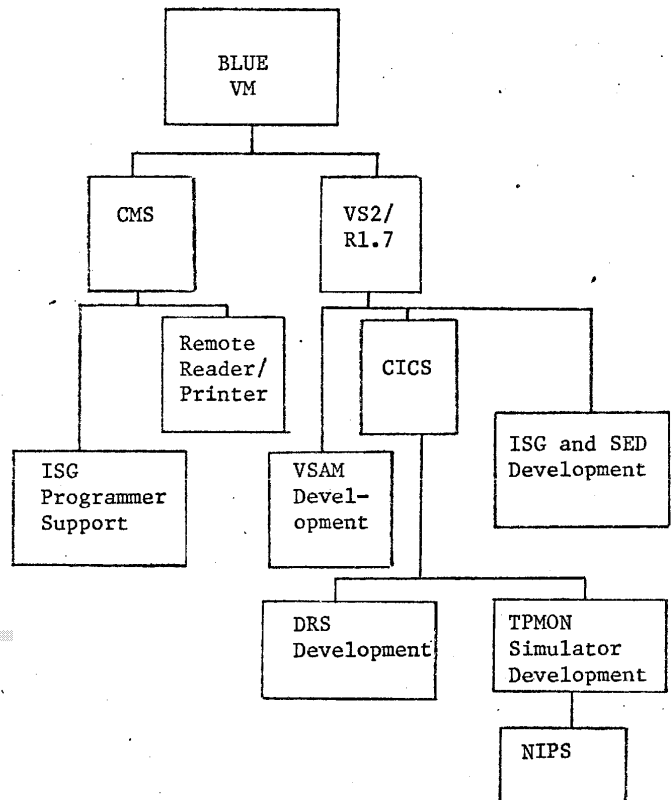 BLUE
VM
CMS
VS2/
R1.7
Remote
Reader/
Printer
CICS
ISG and SED
Development
ISG
Programmer
Support
VSAM
Devel-
opment
DRS
Development
TPMON
Simulator
Development
NIPS